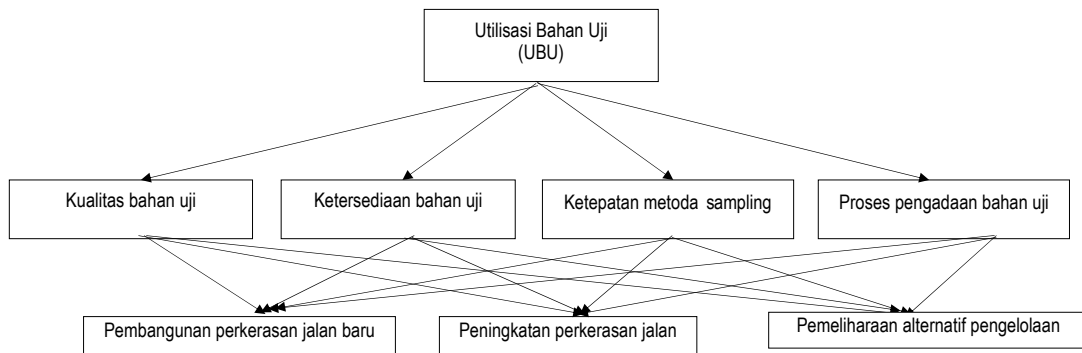 Utilisasi Bahan Uji
(UBU)
Kualitas bahan uji
Ketersediaan bahan uji
Ketepatan metoda sampling
Proses pengadaan bahan uji
Pembangunan perkerasan jalan baru
Peningkatan perkerasan jalan
Pemeliharaan alternatif pengelolaan